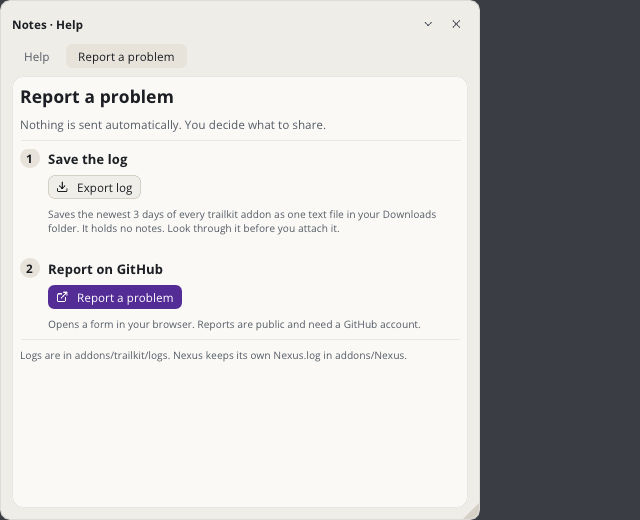 Notes · Help
Help
Report a problem
Report a problem
Nothing is sent automatically. You decide what to share.
1
Save the log
Export log
Saves the newest 3 days of every trailkit addon as one text file in your Downloads
folder. It holds no notes. Look through it before you attach it.
2
Report on GitHub
Report a problem
Opens a form in your browser. Reports are public and need a GitHub account.
Logs are in addons/trailkit/logs. Nexus keeps its own Nexus.log in addons/Nexus.